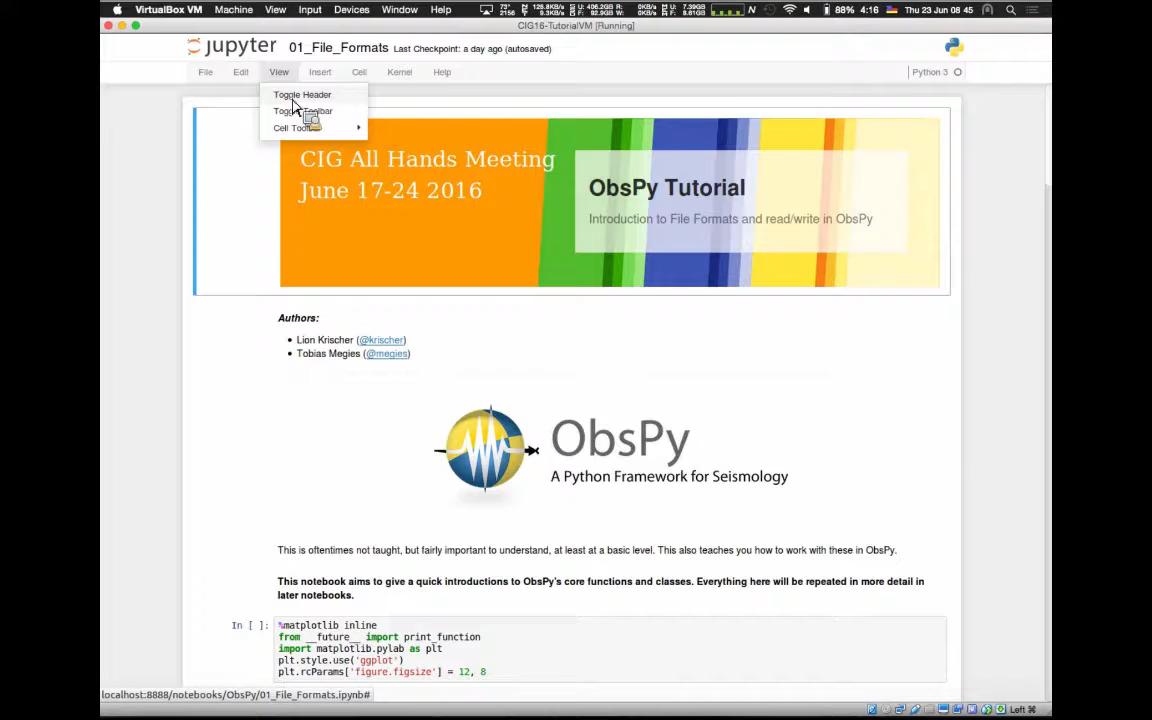 VirtualBox VM Machine View Input Devices Window Help 88% 4:16 Thu 23 Jun 08 45
CIG16-TutorialVM [Running]
jupyter 01_File_Formats Last Checkpoint: a day ago (autosaved)
File Edit View Insert Cell Kernel Help Python 3
Toggle Header
CIG All Hands Meeting
June 17-24 2016
ObsPy Tutorial
Introduction to File Formats and read/write in ObsPy
Authors:
Lion Krischer (@krischer)
Tobias Megies (@megies)
ObsPy
A Python Framework for Seismology
This is oftentimes not taught, but fairly important to understand, at least at a basic level. This also teaches you how to work with these in ObsPy.
This notebook aims to give a quick introductions to ObsPy's core functions and classes. Everything here will be repeated in more detail in
later notebooks.
In [ ]: %matplotlib inline
from __future__ import print_function
import matplotlib.pylab as plt
plt.style.use('ggplot')
plt.rcParams['figure.figsize'] = 12, 8
localhost:8888/notebooks/ObsPy/01_File_Formats.ipynb#
Left ⌘